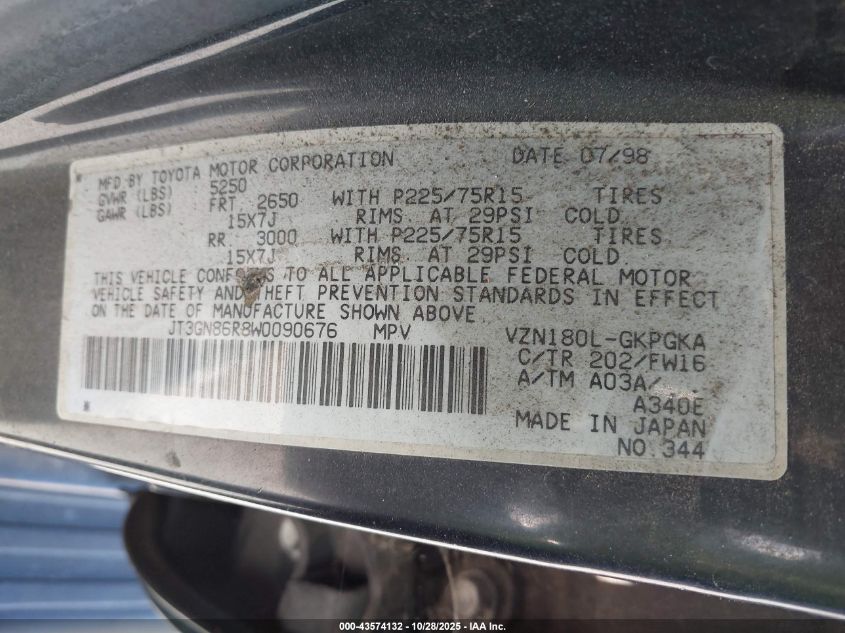 MFD BY TOYOTA MOTOR CORPORATION DATE 07/98
GVWR (LBS) 5250
GAWR (LBS) FRT 2650 WITH P225/75R15 TIRES
15X7J RIMS AT 29PSI COLD
RR 3000 WITH P225/75R15 TIRES
15X7J RIMS AT 29PSI COLD
THIS VEHICLE CONFORMS TO ALL APPLICABLE FEDERAL MOTOR
VEHICLE SAFETY AND THEFT PREVENTION STANDARDS IN EFFECT
ON THE DATE OF MANUFACTURE SHOWN ABOVE
JT3GN86R8W0090676 MPV VZN180L-GKPGKA
C/TR 202/FW16
A/TM A03A/
A340E
MADE IN JAPAN
NO.344
000-43574132 - 10/28/2025 - IAA Inc.